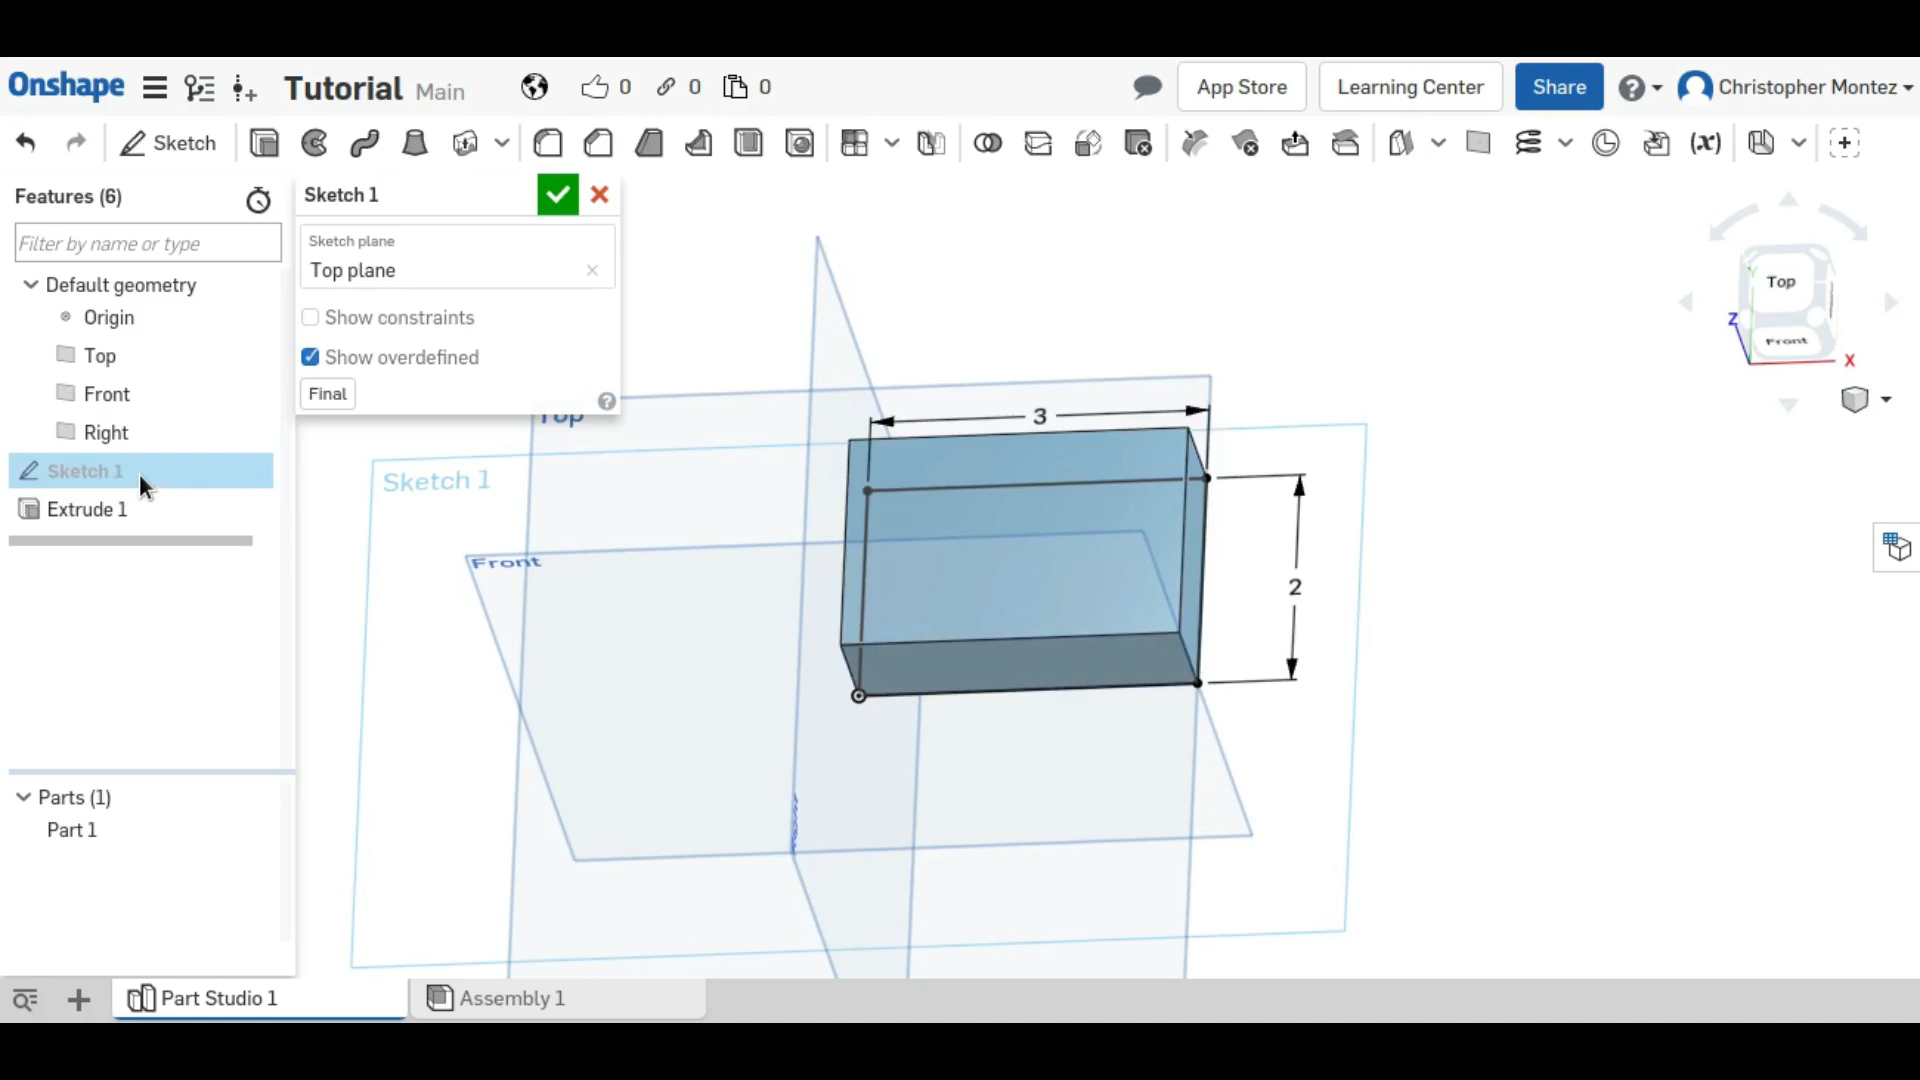 Onshape
Tutorial Main
0
0
0
App Store
Learning Center
Share
Christopher Montez
Sketch
(x)
Features (6)
Filter by name or type
Default geometry
Origin
Top
Front
Right
Sketch 1
Extrude 1
Parts (1)
Part 1
Sketch 1
Sketch plane
Top plane
Show constraints
Show overdefined
Final
Top
Sketch 1
Front
3
2
Top
Front
Y
Z
X
Part Studio 1
Assembly 1